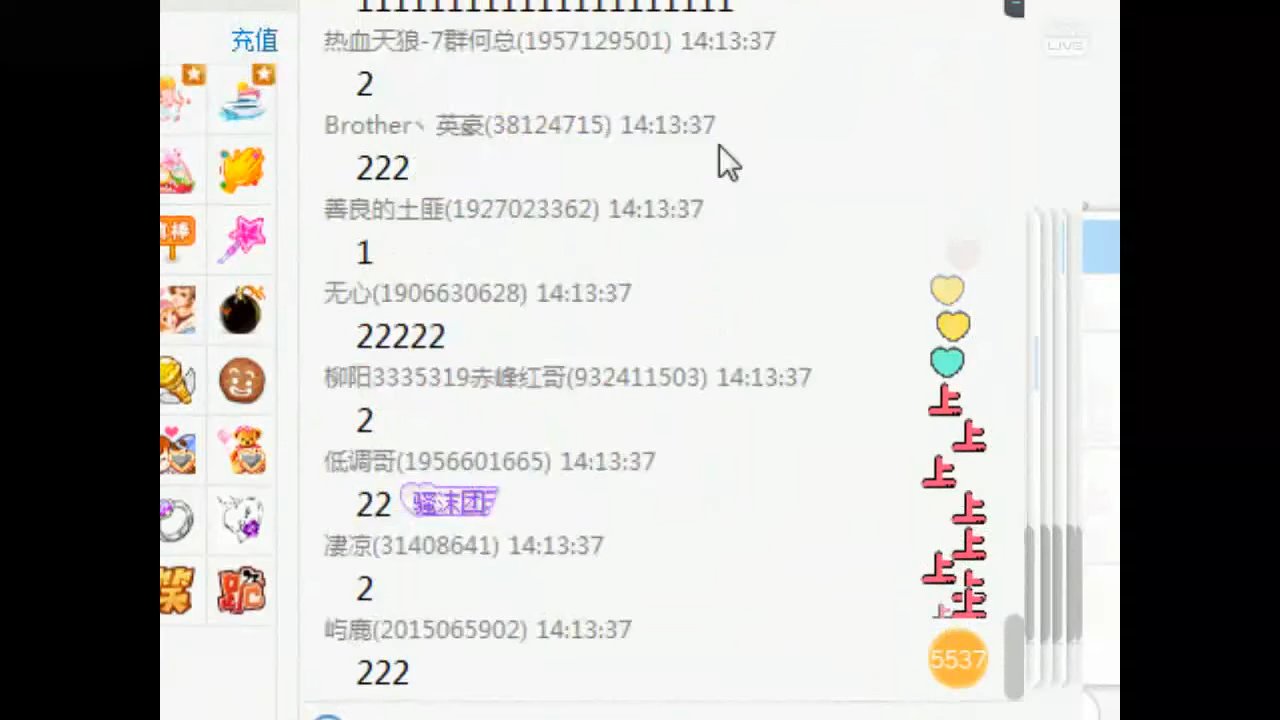 充值
热血天狼-7群何总(1957129501) 14:13:37
2
LIVE
Brother丶 英豪(38124715) 14:13:37
222
善良的土匪(1927023362) 14:13:37
1
无心(1906630628) 14:13:37
22222
柳阳3335319赤峰红哥(932411503) 14:13:37
2
低调哥(1956601665) 14:13:37
22 骚沫团
凄凉(31408641) 14:13:37
2
屿鹿(2015065902) 14:13:37
222
上
上
上
上
上
上
上
上
5537
笑
跪